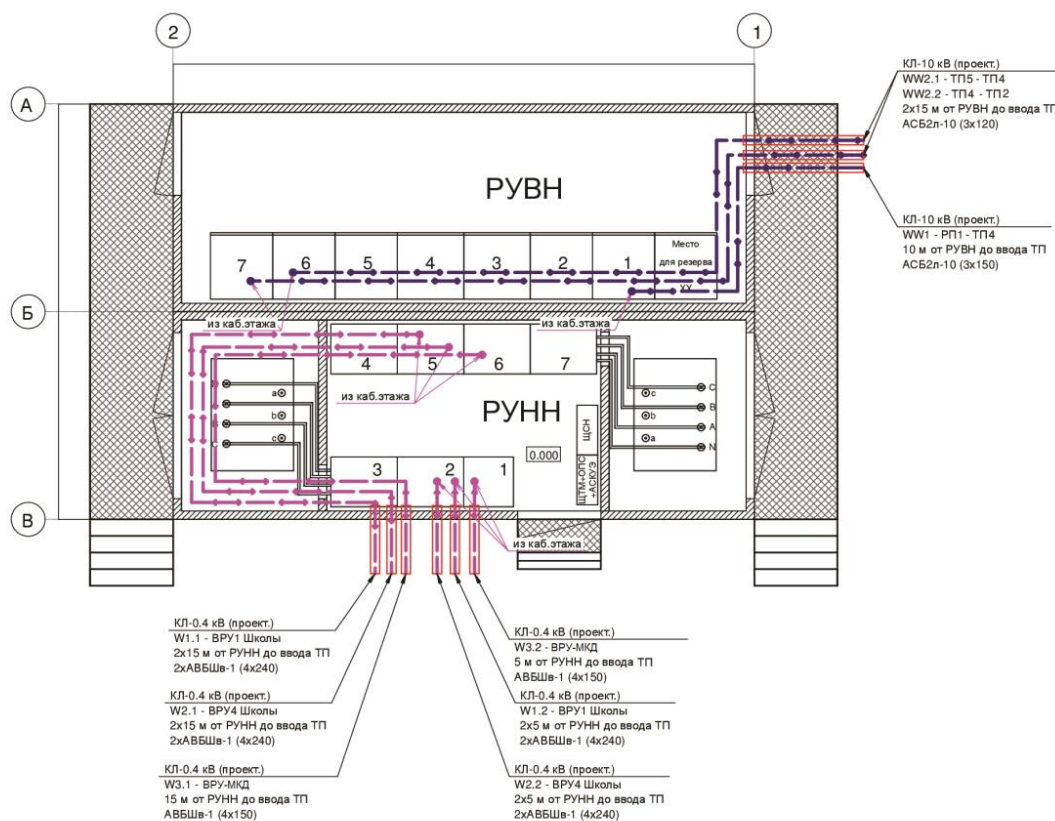 2
1
А
Б
В
КЛ-10 кВ (проект.)
WW2.1 - ТП5 - ТП4
WW2.2 - ТП4 - ТП2
2х15 м от РУВН до ввода ТП
АСБ2л-10 (3х120)
КЛ-10 кВ (проект.)
WW1 - РП1 - ТП4
10 м от РУВН до ввода ТП
АСБ2л-10 (3х150)
РУВН
7
6
5
4
3
2
1
Место
для резерва
ХХ
из каб.этажа
из каб.этажа
4
5
6
7
из каб.этажа
РУНН
a
b
c
C
c
b
a
C
B
A
N
0.000
ЩСН
ЩТМ+ОПС
+АСКУЭ
3
2
1
из каб.этажа
КЛ-0.4 кВ (проект.)
W1.1 - ВРУ1 Школы
2х15 м от РУНН до ввода ТП
2хАВБШв-1 (4х240)
КЛ-0.4 кВ (проект.)
W2.1 - ВРУ4 Школы
2х15 м от РУНН до ввода ТП
2хАВБШв-1 (4х240)
КЛ-0.4 кВ (проект.)
W3.1 - ВРУ-МКД
15 м от РУНН до ввода ТП
АВБШв-1 (4х150)
КЛ-0.4 кВ (проект.)
W3.2 - ВРУ-МКД
5 м от РУНН до ввода ТП
АВБШв-1 (4х150)
КЛ-0.4 кВ (проект.)
W1.2 - ВРУ1 Школы
2х5 м от РУНН до ввода ТП
2хАВБШв-1 (4х240)
КЛ-0.4 кВ (проект.)
W2.2 - ВРУ4 Школы
2х5 м от РУНН до ввода ТП
2хАВБШв-1 (4х240)